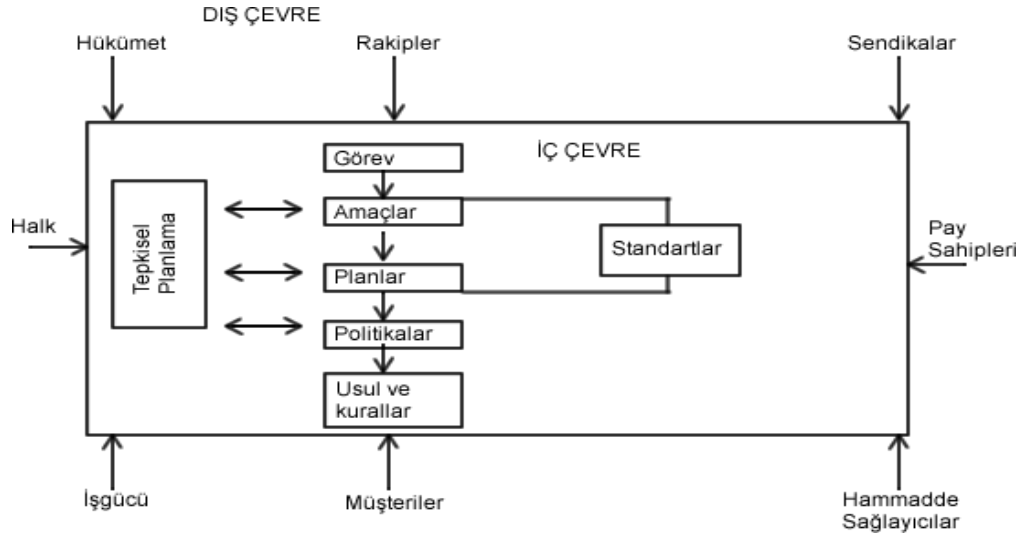 DIŞ ÇEVRE
Hükümet
Rakipler
Sendikalar
İÇ ÇEVRE
Görev
Amaçlar
Halk
Tepkisel
Planlama
Standartlar
Pay
Sahipleri
Planlar
Politikalar
Usul ve
kurallar
İşgücü
Müşteriler
Hammadde
Sağlayıcılar